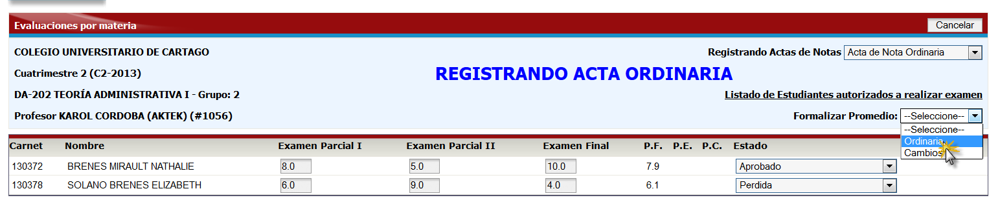 Evaluaciones por materia Cancelar
COLEGIO UNIVERSITARIO DE CARTAGO Registrando Actas de Notas Acta de Nota Ordinaria
Cuatrimestre 2 (C2-2013) REGISTRANDO ACTA ORDINARIA
DA-202 TEORÍA ADMINISTRATIVA I - Grupo: 2 Listado de Estudiantes autorizados a realizar examen
Profesor KAROL CORDOBA (AKTEK) (#1056) Formalizar Promedio: --Seleccione--
--Seleccione--
Ordinaria
Cambios
Carnet Nombre Examen Parcial I Examen Parcial II Examen Final P.F. P.E. P.C. Estado
130372 BRENES MIRAULT NATHALIE 8.0 5.0 10.0 7.9 Aprobado
130378 SOLANO BRENES ELIZABETH 6.0 9.0 4.0 6.1 Perdida